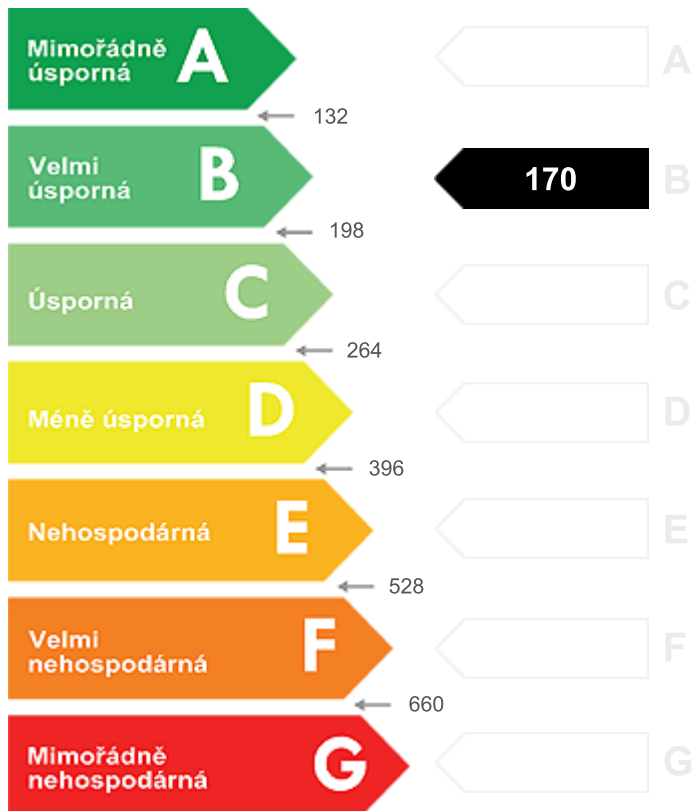 Mimořádně
úsporná
A
A
132
Velmi
úsporná
B
170
B
198
Úsporná
C
C
264
Méně úsporná
D
D
396
Nehospodárná
E
E
528
Velmi
nehospodárná
F
F
660
Mimořádně
nehospodárná
G
G